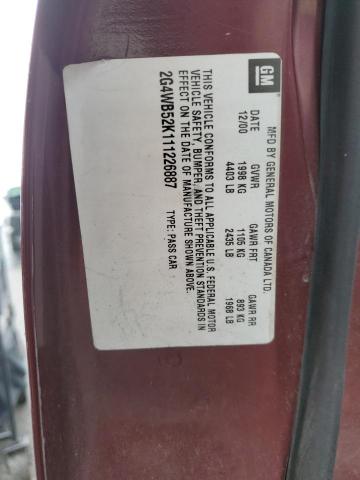 GM
MFD BY GENERAL MOTORS OF CANADA LTD.
DATE GVWR GAWR FRT GAWR RR
12/00 1998 KG 1105 KG 893 KG
4403 LB 2435 LB 1968 LB
THIS VEHICLE CONFORMS TO ALL APPLICABLE U.S. FEDERAL MOTOR
VEHICLE SAFETY, BUMPER, AND THEFT PREVENTION STANDARDS IN
EFFECT ON THE DATE OF MANUFACTURE SHOWN ABOVE.
2G4WB52K111226887 TYPE: PASS CAR